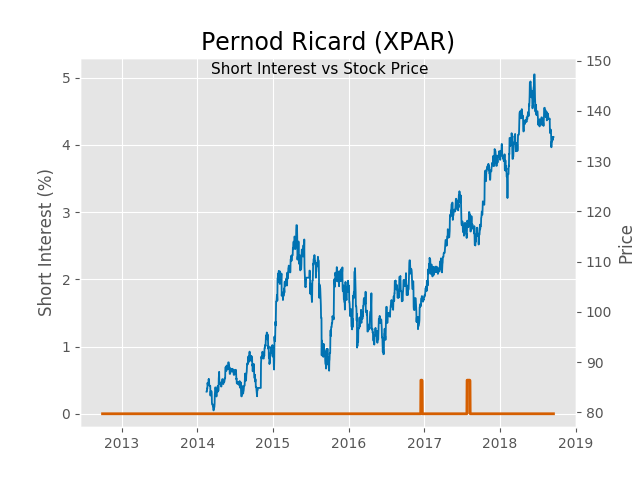 Pernod Ricard (XPAR)
Short Interest vs Stock Price
Short Interest (%)
5
4
3
2
1
0
150
140
130
120
110
100
90
80
Price
2013 2014 2015 2016 2017 2018 2019